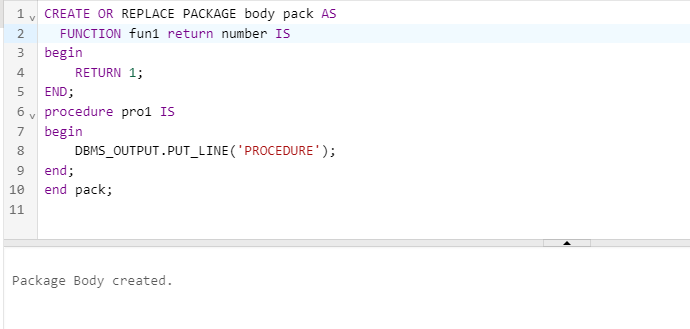 1 CREATE OR REPLACE PACKAGE body pack AS
2 FUNCTION fun1 return number IS
3 begin
4 RETURN 1;
5 END;
6 procedure pro1 IS
7 begin
8 DBMS_OUTPUT.PUT_LINE('PROCEDURE');
9 end;
10 end pack;
11
Package Body created.